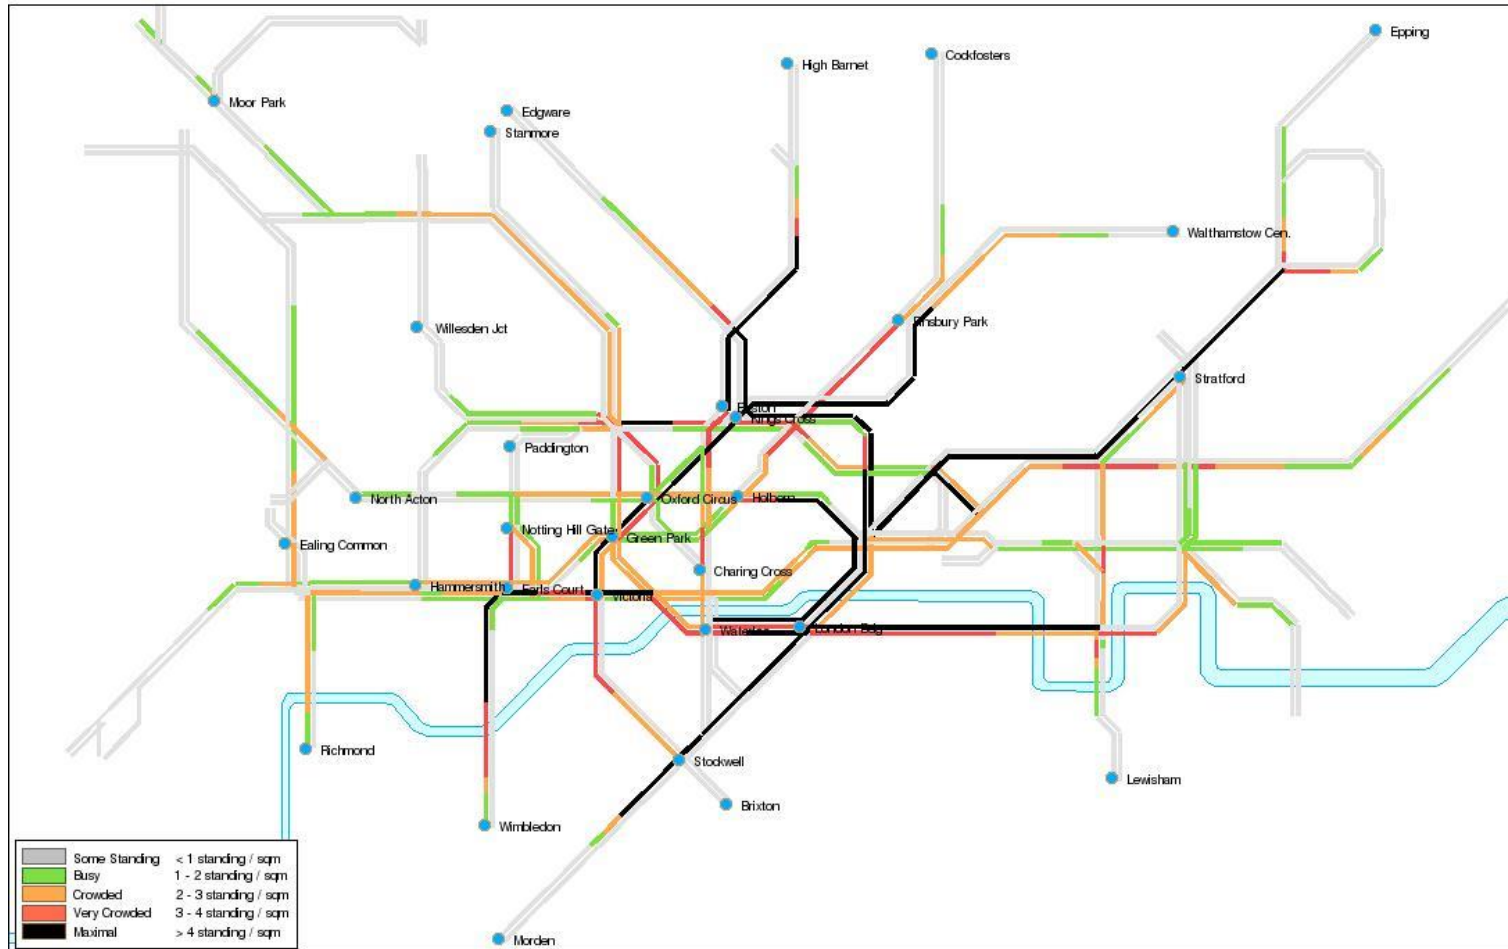 Epping
Cockfosters
High Barnet
Moor Park
Edgware
Stanmore
Walthamstow Cen.
Finsbury Park
Willesden Jct
Stratford
Euston
Kings Cross
Paddington
North Acton
Oxford Circus
Holborn
Notting Hill Gate
Green Park
Ealing Common
Charing Cross
Hammersmith
Earls Court
Victoria
Waterloo
London Bdg
Richmond
Stockwell
Lewisham
Brixton
Wimbledon
Morden
Some Standing < 1 standing / sqm
Busy 1 - 2 standing / sqm
Crowded 2 - 3 standing / sqm
Very Crowded 3 - 4 standing / sqm
Maximal > 4 standing / sqm